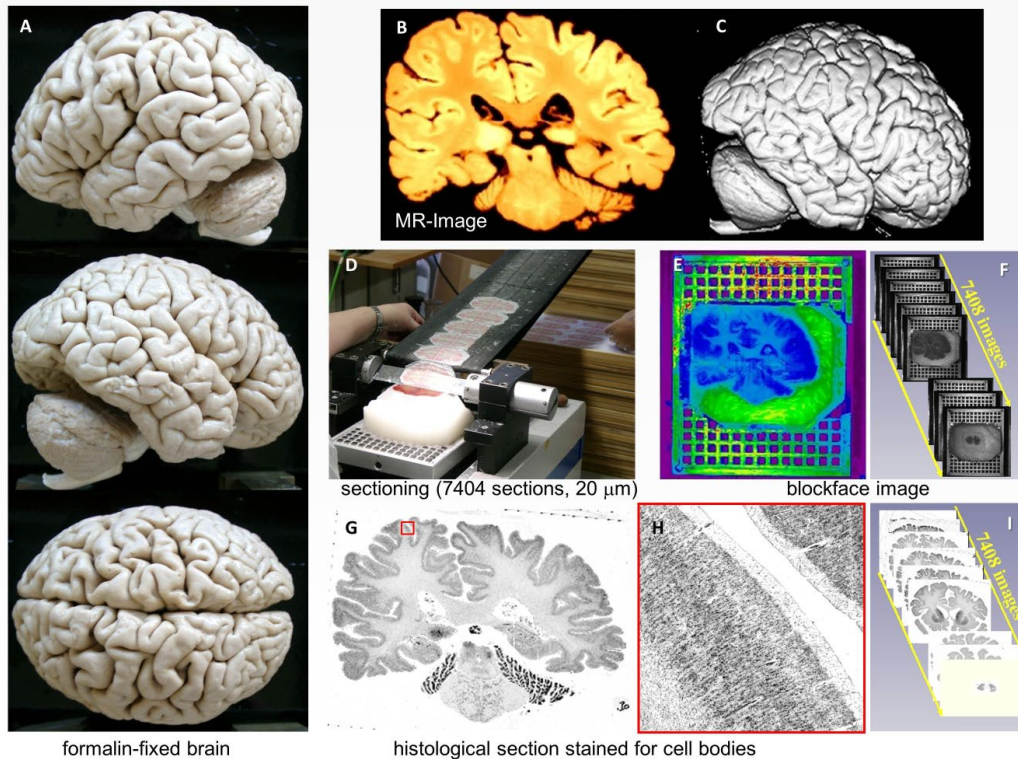 A
B
C
MR-Image
D
E
F
7408 images
sectioning (7404 sections, 20 μm)
blockface image
G
H
I
7408 images
formalin-fixed brain
histological section stained for cell bodies